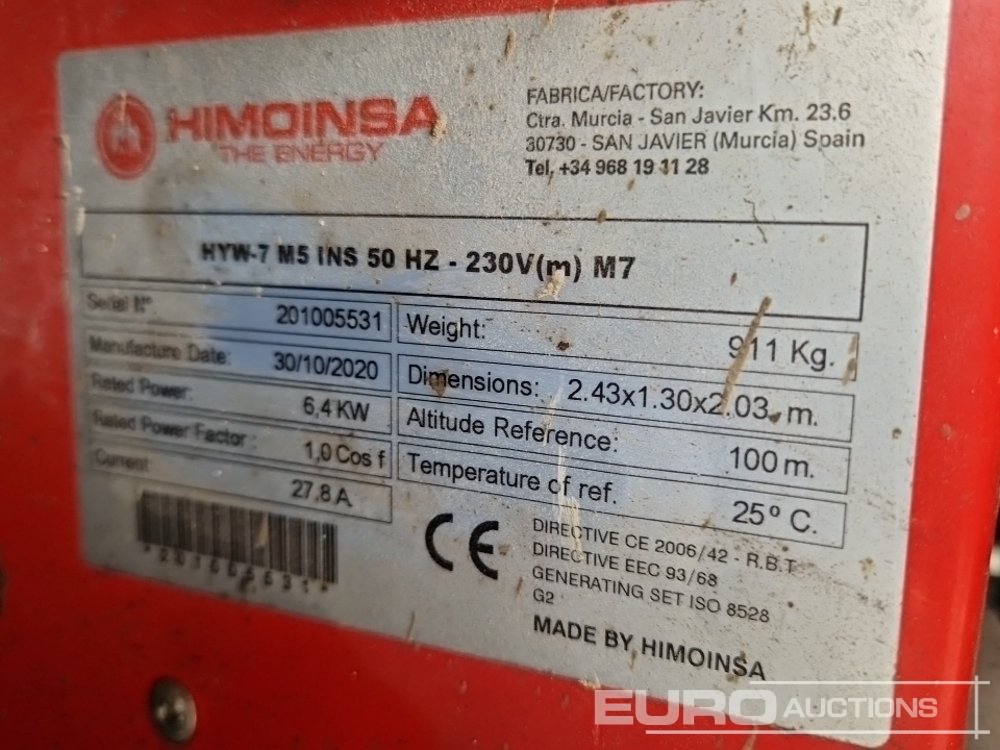 HIMOINSA
THE ENERGY
FABRICA/FACTORY:
Ctra. Murcia - San Javier Km. 23.6
30730 - SAN JAVIER (Murcia) Spain
Tel. +34 968 19 11 28
HYW-7 M5 INS 50 HZ - 230V(m) M7
Serial Nº 201005531
Manufacture Date: 30/10/2020
Rated Power: 6,4 KW
Rated Power Factor : 1,0 Cos f
Current 27.8 A
Weight: 911 Kg.
Dimensions: 2.43x1.30x2.03 m.
Altitude Reference: 100 m.
Temperature of ref. 25º C.
*201005531*
CE
DIRECTIVE CE 2006/42 - R.B.T
DIRECTIVE EEC 93/68
GENERATING SET ISO 8528
G2
MADE BY HIMOINSA
EURO AUCTIONS